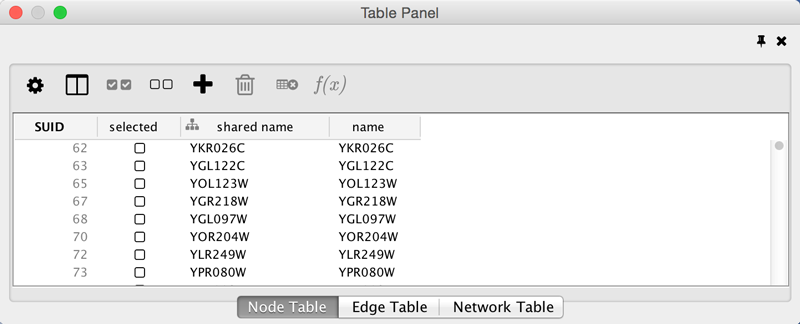 Table Panel
f(x)
SUID selected shared name name
62 YKR026C YKR026C
63 YGL122C YGL122C
65 YOL123W YOL123W
67 YGR218W YGR218W
68 YGL097W YGL097W
70 YOR204W YOR204W
72 YLR249W YLR249W
73 YPR080W YPR080W
Node Table Edge Table Network Table